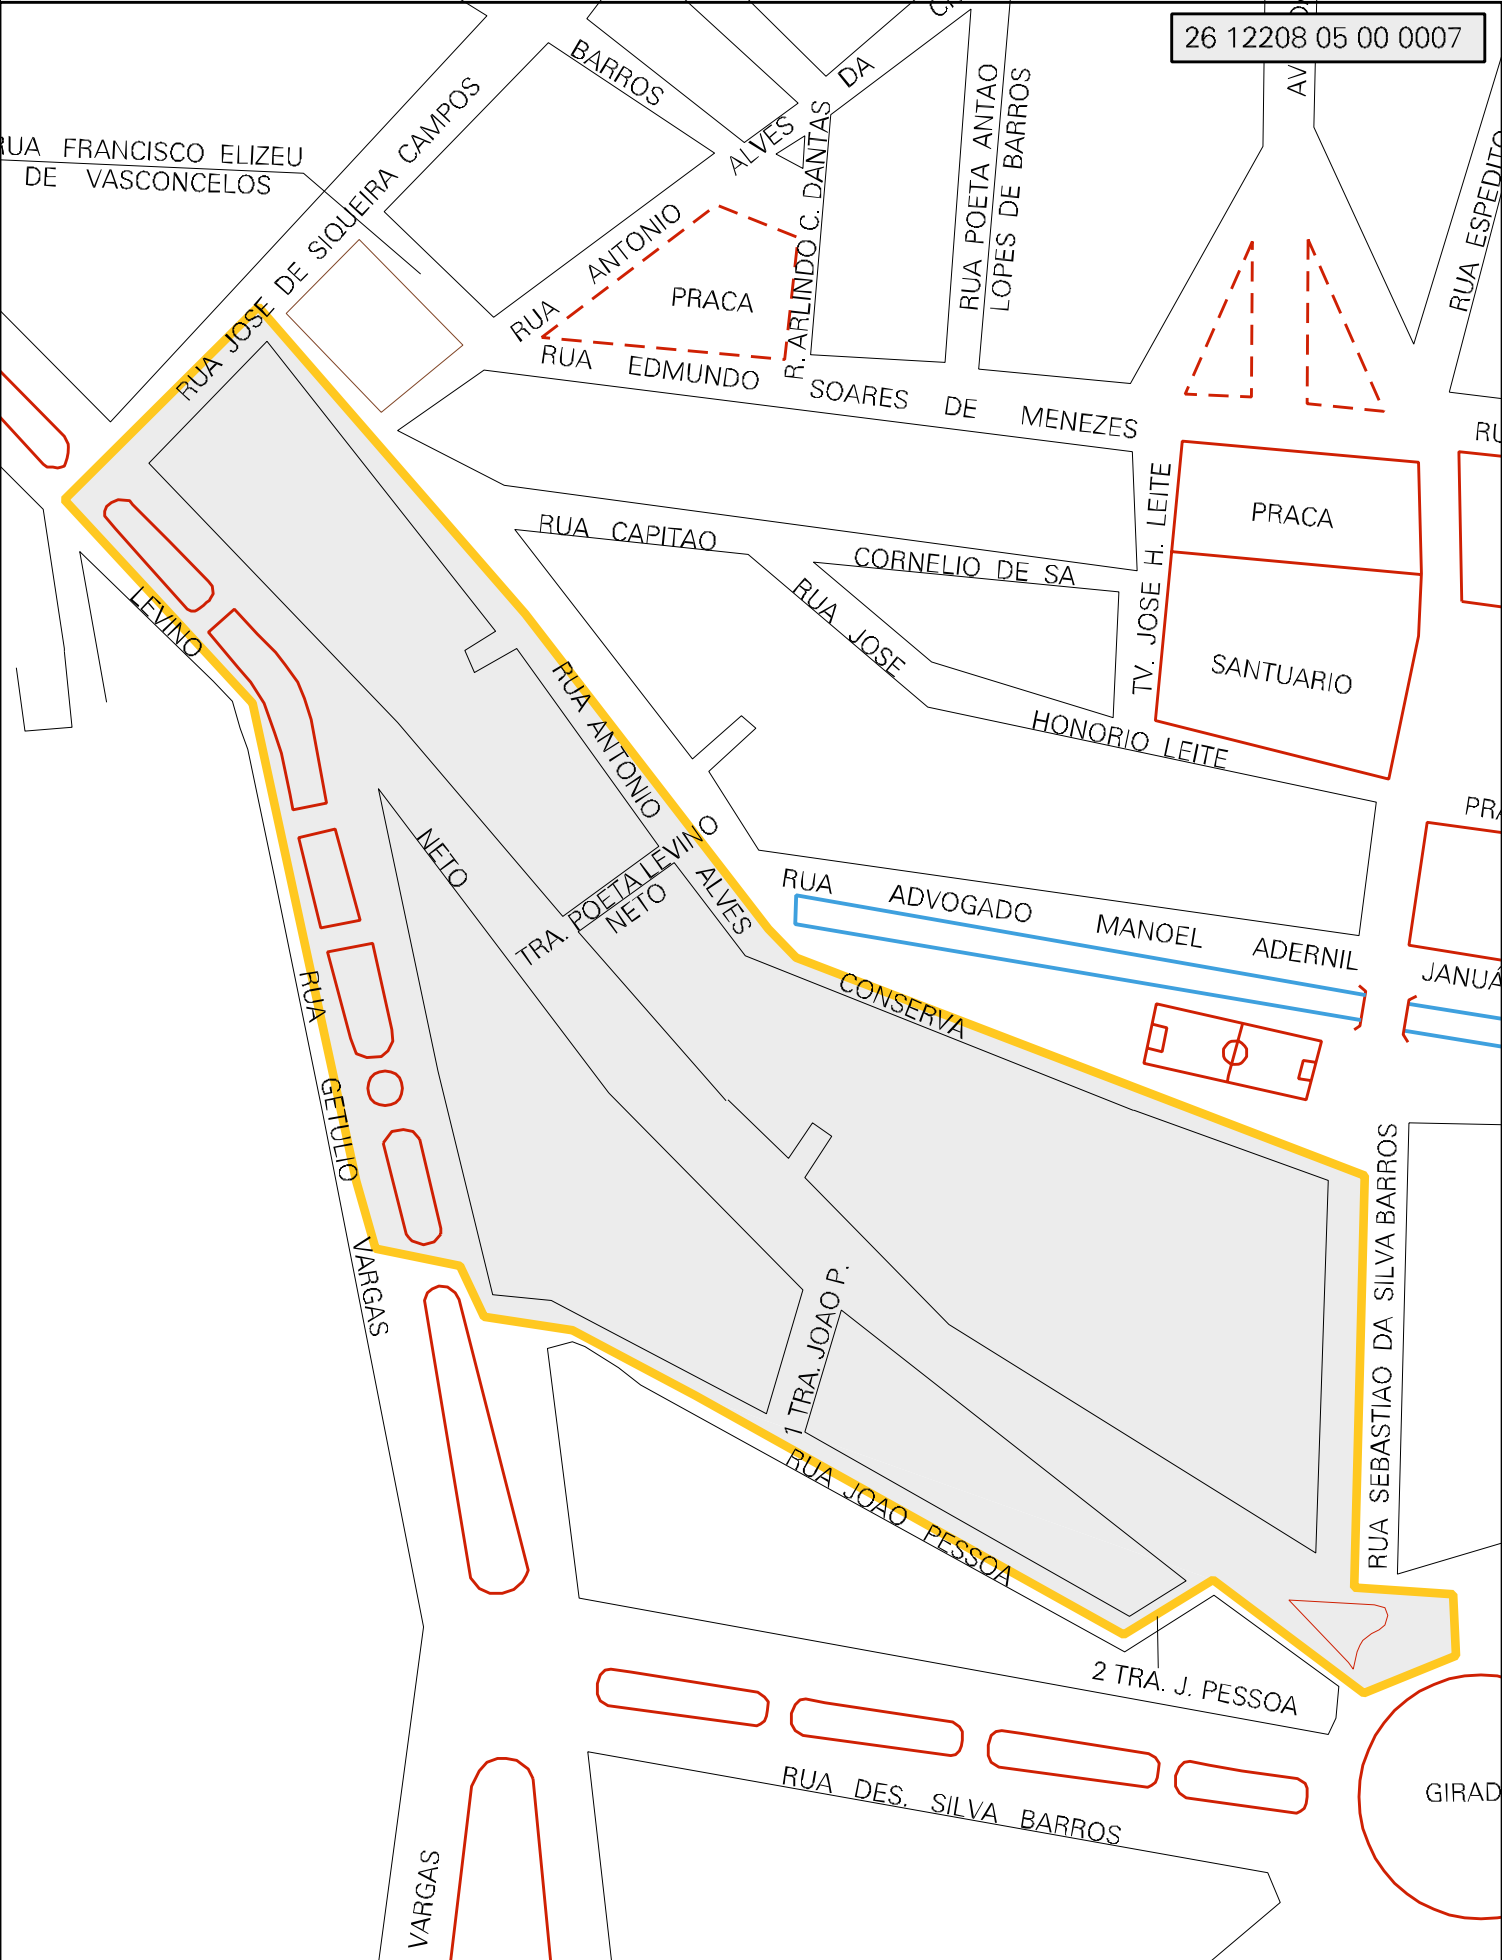 26 12208 05 00 0007
BARROS
DA
ALVES
RUA FRANCISCO ELIZEU
DE VASCONCELOS
RUA JOSE DE SIQUEIRA CAMPOS
RUA ANTONIO
PRACA
R. ARLINDO C. DANTAS
RUA POETA ANTAO
LOPES DE BARROS
RUA ESPEDITO
RUA EDMUNDO SOARES DE MENEZES
RUA CAPITAO CORNELIO DE SA
TV. JOSE H. LEITE
PRACA
SANTUARIO
RUA JOSE
HONORIO LEITE
LEVINO
NETO
RUA ANTONIO
ALVES
CONSERVA
TRA. POETA LEVINO
NETO
RUA ADVOGADO MANOEL ADERNIL
RUA
GETULIO
VARGAS
1 TRA. JOAO P.
RUA SEBASTIAO DA SILVA BARROS
RUA JOAO PESSOA
2 TRA. J. PESSOA
RUA DES. SILVA BARROS
GIRAD
VARGAS